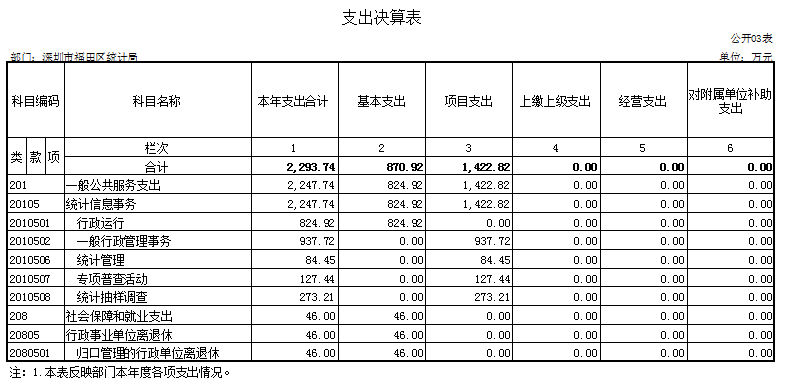 支出决算表
公开03表
部门：深圳市福田区统计局 单位：万元
科目编码 科目名称 本年支出合计 基本支出 项目支出 上缴上级支出 经营支出 对附属单位补助支出
类 款 项 栏次 1 2 3 4 5 6
合计 2,293.74 870.92 1,422.82 0.00 0.00 0.00
201 一般公共服务支出 2,247.74 824.92 1,422.82 0.00 0.00 0.00
20105 统计信息事务 2,247.74 824.92 1,422.82 0.00 0.00 0.00
2010501 行政运行 824.92 824.92 0.00 0.00 0.00 0.00
2010502 一般行政管理事务 937.72 0.00 937.72 0.00 0.00 0.00
2010506 统计管理 84.45 0.00 84.45 0.00 0.00 0.00
2010507 专项普查活动 127.44 0.00 127.44 0.00 0.00 0.00
2010508 统计抽样调查 273.21 0.00 273.21 0.00 0.00 0.00
208 社会保障和就业支出 46.00 46.00 0.00 0.00 0.00 0.00
20805 行政事业单位离退休 46.00 46.00 0.00 0.00 0.00 0.00
2080501 归口管理的行政单位离退休 46.00 46.00 0.00 0.00 0.00 0.00
注：1.本表反映部门本年度各项支出情况。